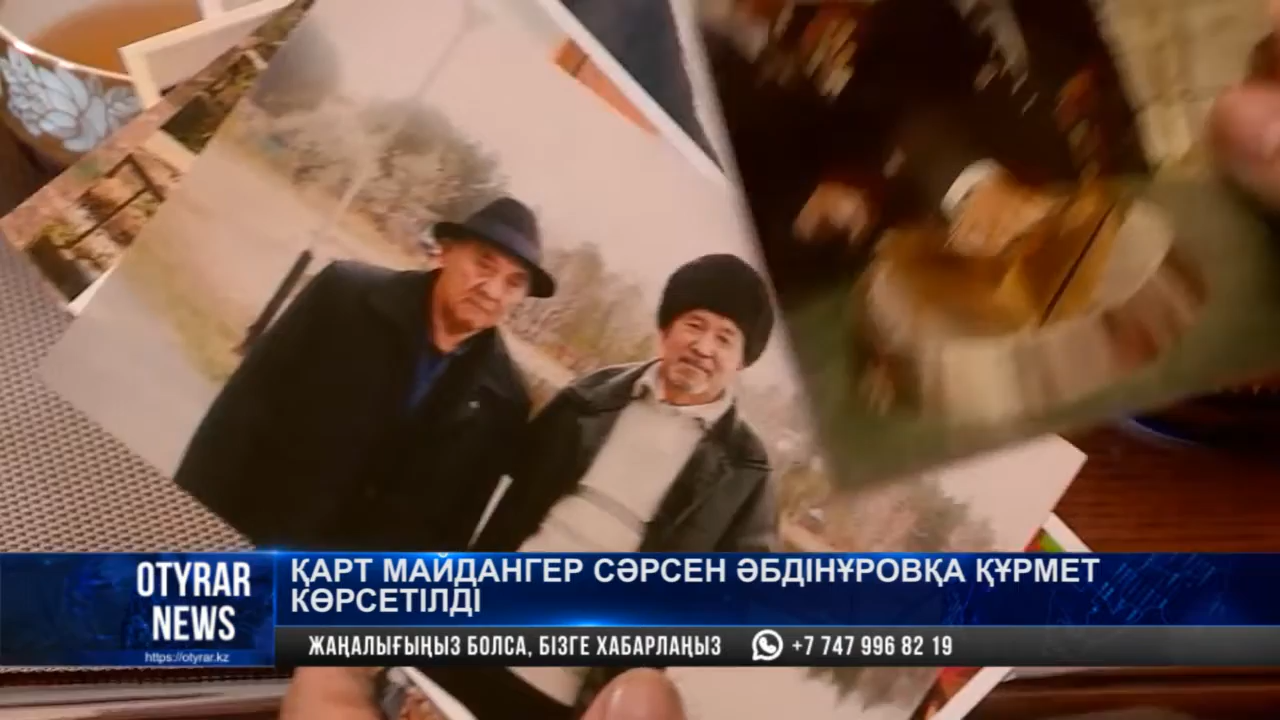 ҚАРТ МАЙДАНГЕР СӘРСЕН ӘБДІНҰРОВҚА ҚҰРМЕТ
КӨРСЕТІЛДІ
OTYRAR
NEWS
https://otyrar.kz
ЖАҢАЛЫҒЫҢЫЗ БОЛСА, БІЗГЕ ХАБАРЛАҢЫЗ +7 747 996 82 19